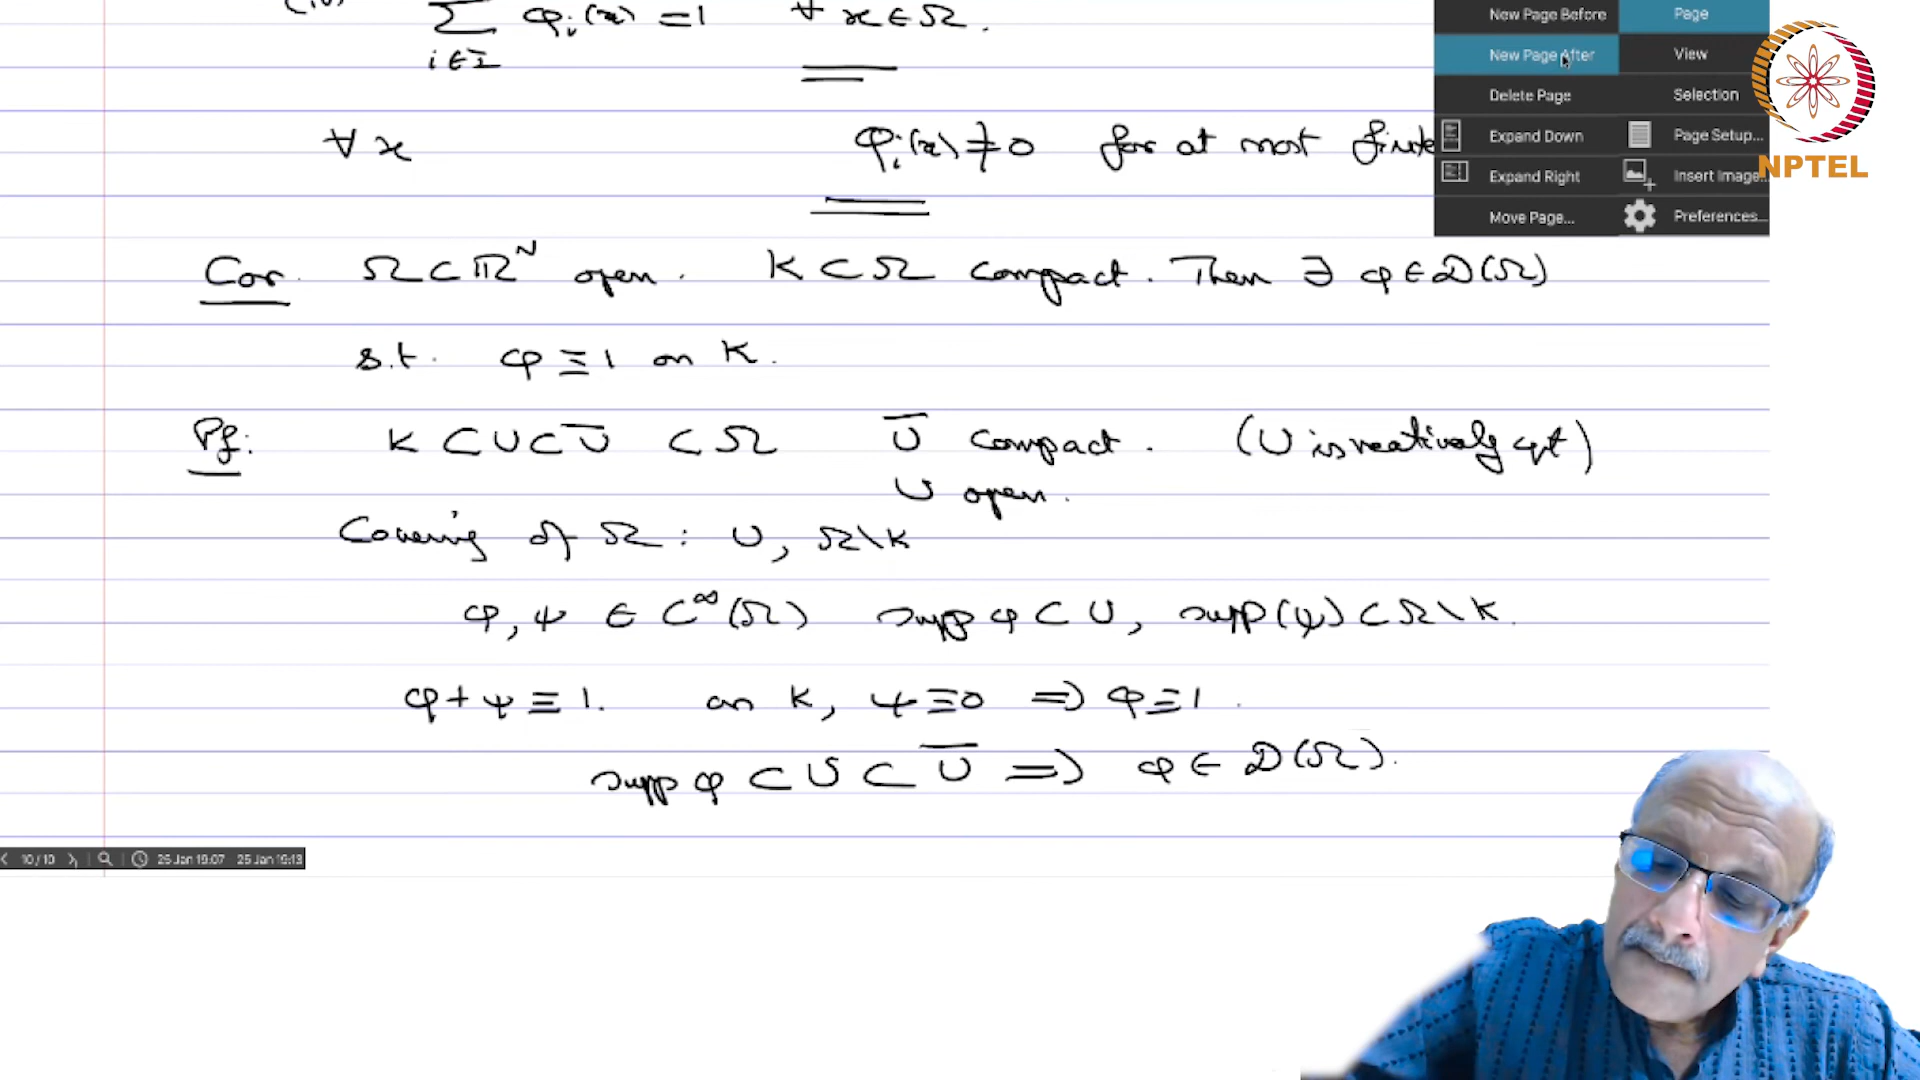 (iv) ∑ φᵢ(x) = 1 ∀ x ∈ Ω.
i ∈ I
∀ x φᵢ(x) ≠ 0 for at most finite
Cor. Ω ⊂ ℝᴺ open. K ⊂ Ω compact. Then ∃ φ ∈ 𝒟(Ω)
s.t. φ ≡ 1 on K.
Pf: K ⊂ U ⊂ U̅ ⊂ Ω U̅ compact. (U is relatively cpt)
U open.
Covering of Ω : U, Ω\K
φ, ψ ∈ C^∞(Ω) supp φ ⊂ U, supp(ψ) ⊂ Ω\K.
φ + ψ ≡ 1. on K, ψ ≡ 0 ⇒ φ ≡ 1.
supp φ ⊂ U ⊂ U̅ ⇒ φ ∈ 𝒟(Ω).
New Page Before Page
New Page After View
Delete Page Selection
Expand Down Page Setup...
Expand Right Insert Image...
Move Page... Preferences...
NPTEL
10/10 25 Jan 19:07 25 Jan 19:13